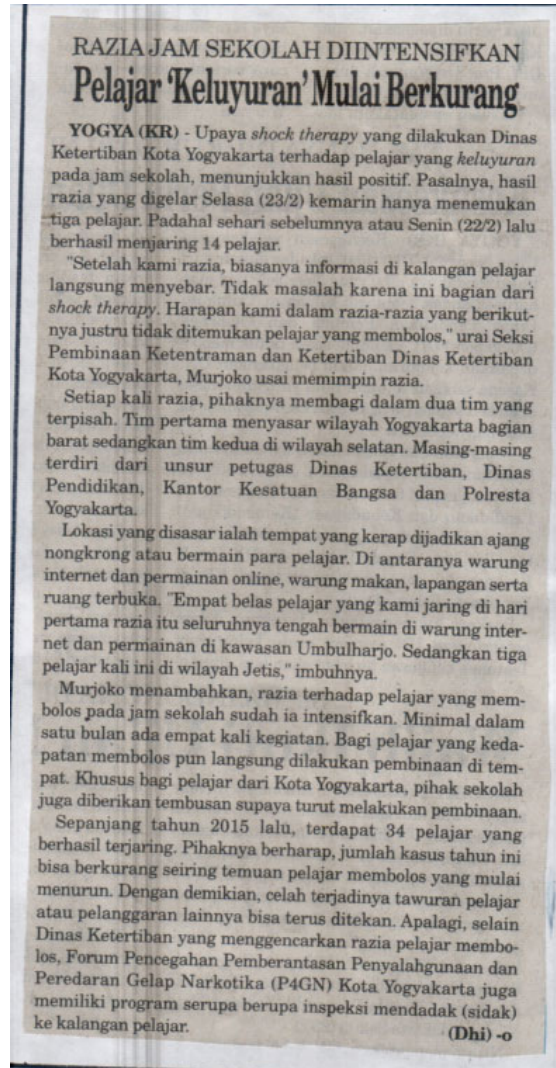 RAZIA JAM SEKOLAH DIINTENSIFKAN
Pelajar 'Keluyuran' Mulai Berkurang
YOGYA (KR) - Upaya shock therapy yang dilakukan Dinas
Ketertiban Kota Yogyakarta terhadap pelajar yang keluyuran
pada jam sekolah, menunjukkan hasil positif. Pasalnya, hasil
razia yang digelar Selasa (23/2) kemarin hanya menemukan
tiga pelajar. Padahal sehari sebelumnya atau Senin (22/2) lalu
berhasil menjaring 14 pelajar.
"Setelah kami razia, biasanya informasi di kalangan pelajar
langsung menyebar. Tidak masalah karena ini bagian dari
shock therapy. Harapan kami dalam razia-razia yang berikut-
nya justru tidak ditemukan pelajar yang membolos," urai Seksi
Pembinaan Ketentraman dan Ketertiban Dinas Ketertiban
Kota Yogyakarta, Murjoko usai memimpin razia.
Setiap kali razia, pihaknya membagi dalam dua tim yang
terpisah. Tim pertama menyasar wilayah Yogyakarta bagian
barat sedangkan tim kedua di wilayah selatan. Masing-masing
terdiri dari unsur petugas Dinas Ketertiban, Dinas
Pendidikan, Kantor Kesatuan Bangsa dan Polresta
Yogyakarta.
Lokasi yang disasar ialah tempat yang kerap dijadikan ajang
nongkrong atau bermain para pelajar. Di antaranya warung
internet dan permainan online, warung makan, lapangan serta
ruang terbuka. "Empat belas pelajar yang kami jaring di hari
pertama razia itu seluruhnya tengah bermain di warung inter-
net dan permainan di kawasan Umbulharjo. Sedangkan tiga
pelajar kali ini di wilayah Jetis," imbuhnya.
Murjoko menambahkan, razia terhadap pelajar yang mem-
bolos pada jam sekolah sudah ia intensifkan. Minimal dalam
satu bulan ada empat kali kegiatan. Bagi pelajar yang keda-
patan membolos pun langsung dilakukan pembinaan di tem-
pat. Khusus bagi pelajar dari Kota Yogyakarta, pihak sekolah
juga diberikan tembusan supaya turut melakukan pembinaan.
Sepanjang tahun 2015 lalu, terdapat 34 pelajar yang
berhasil terjaring. Pihaknya berharap, jumlah kasus tahun ini
bisa berkurang seiring temuan pelajar membolos yang mulai
menurun. Dengan demikian, celah terjadinya tawuran pelajar
atau pelanggaran lainnya bisa terus ditekan. Apalagi, selain
Dinas Ketertiban yang menggencarkan razia pelajar membo-
los, Forum Pencegahan Pemberantasan Penyalahgunaan dan
Peredaran Gelap Narkotika (P4GN) Kota Yogyakarta juga
memiliki program serupa berupa inspeksi mendadak (sidak)
ke kalangan pelajar. (Dhi) -o